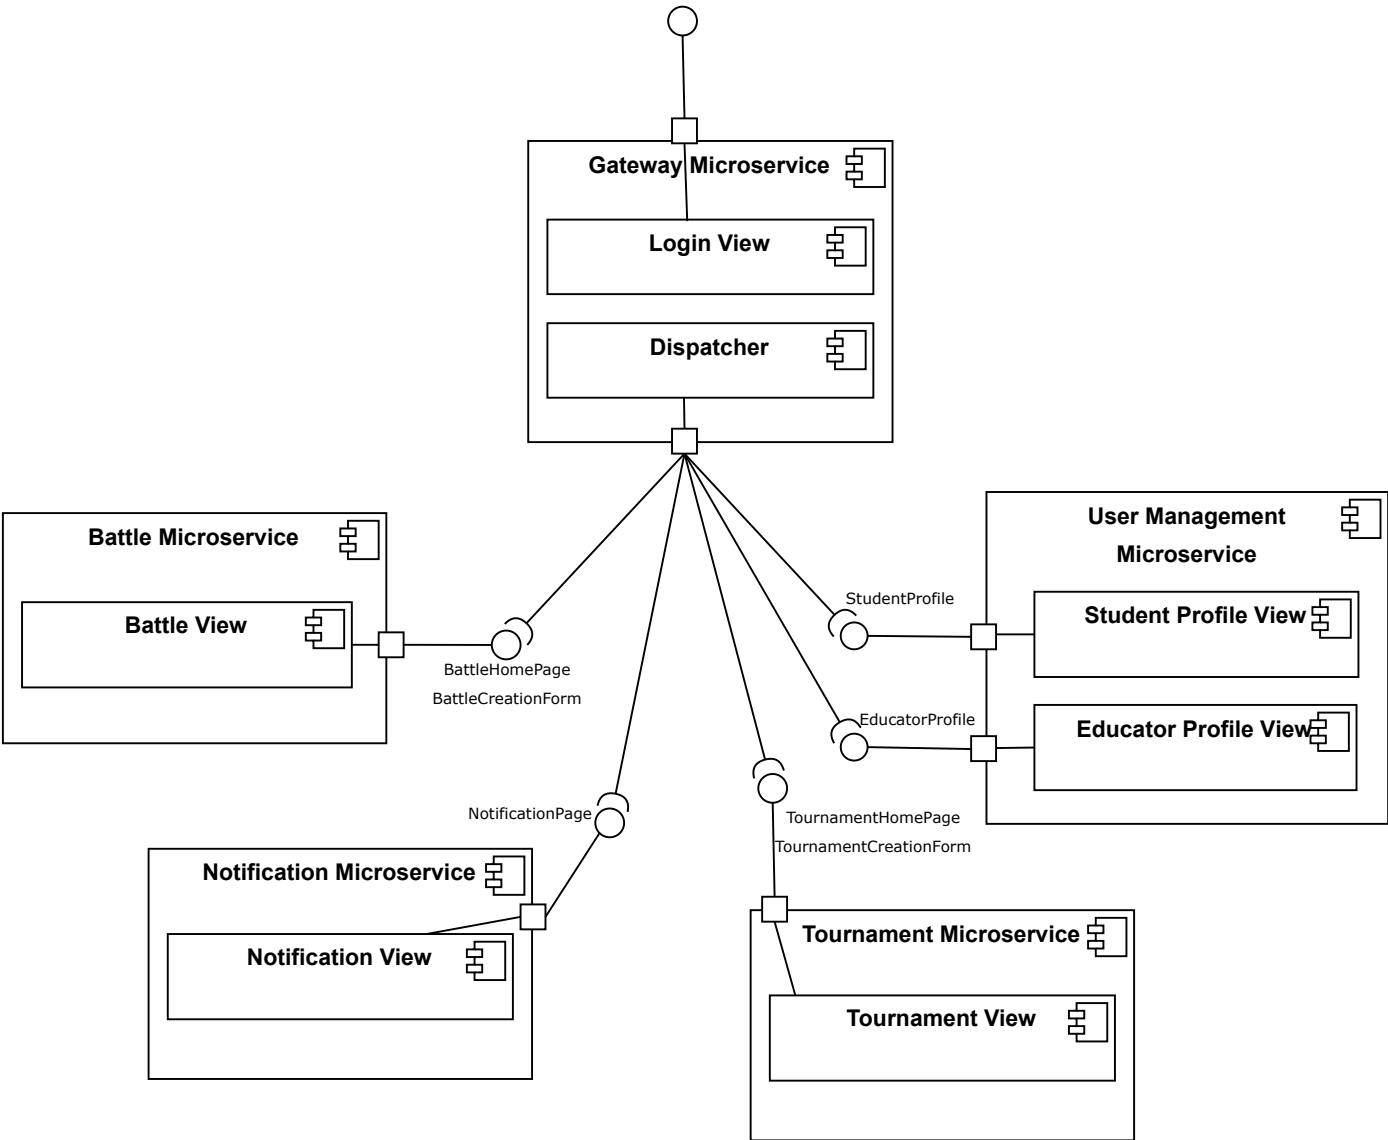 Gateway Microservice
Login View
Dispatcher
User Management
Microservice
Battle Microservice
StudentProfile
Student Profile View
Battle View
BattleHomePage
BattleCreationForm
EducatorProfile
Educator Profile View
NotificationPage
TournamentHomePage
TournamentCreationForm
Notification Microservice
Tournament Microservice
Notification View
Tournament View